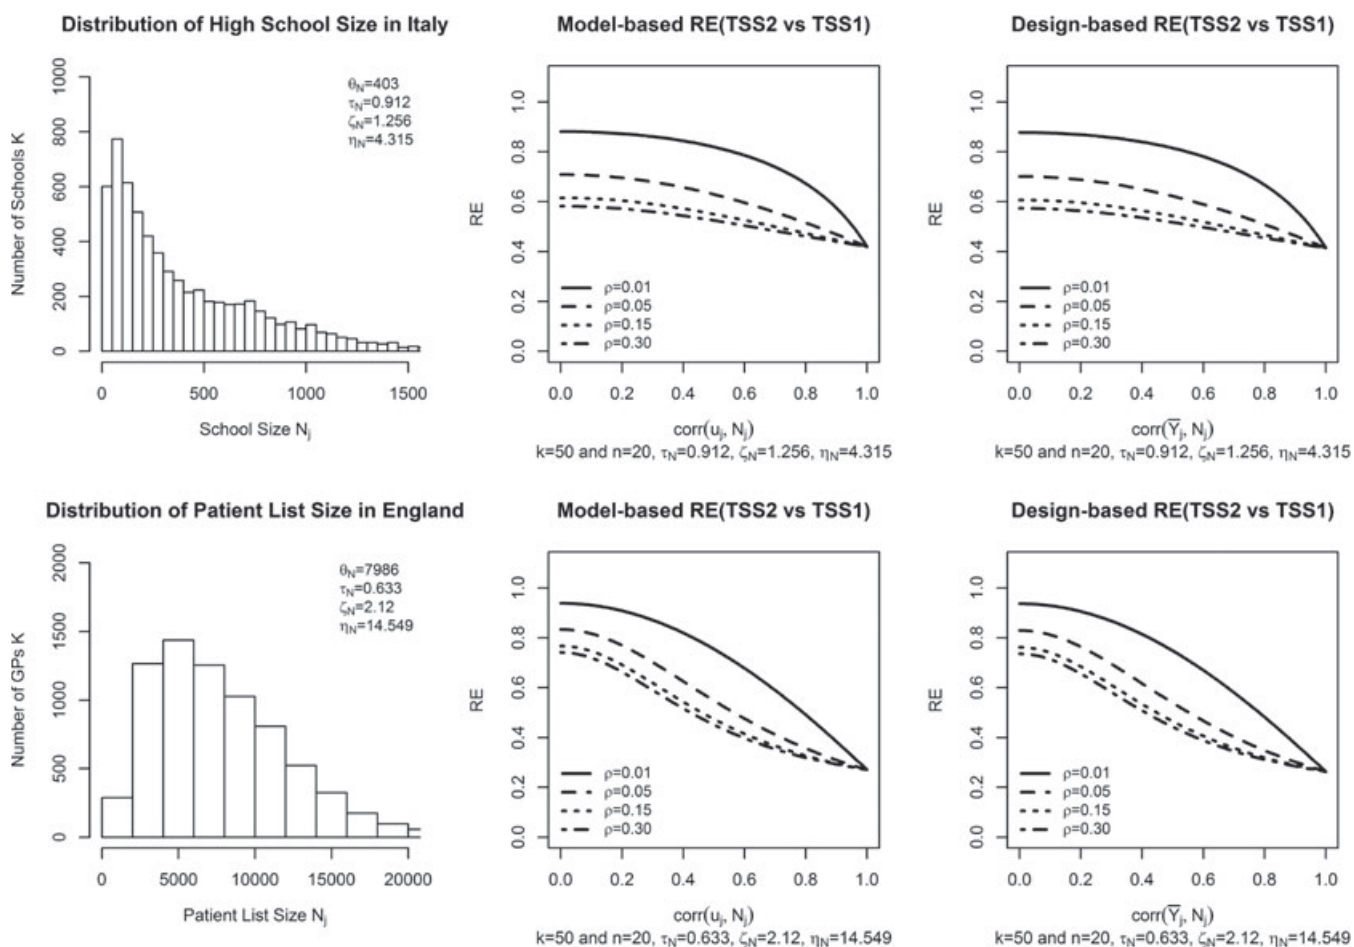 Distribution of High School Size in Italy
Number of Schools K
1000
800
600
400
200
0
θN=403
τN=0.912
ζN=1.256
ηN=4.315
0 500 1000 1500
School Size Nj
Model-based RE(TSS2 vs TSS1)
RE
1.0
0.8
0.6
0.4
0.2
0.0
ρ=0.01
ρ=0.05
ρ=0.15
ρ=0.30
0.0 0.2 0.4 0.6 0.8 1.0
corr(uj, Nj)
k=50 and n=20, τN=0.912, ζN=1.256, ηN=4.315
Design-based RE(TSS2 vs TSS1)
RE
1.0
0.8
0.6
0.4
0.2
0.0
ρ=0.01
ρ=0.05
ρ=0.15
ρ=0.30
0.0 0.2 0.4 0.6 0.8 1.0
corr(Y̅j, Nj)
k=50 and n=20, τN=0.912, ζN=1.256, ηN=4.315
Distribution of Patient List Size in England
Number of GPs K
2000
1500
1000
500
0
θN=7986
τN=0.633
ζN=2.12
ηN=14.549
0 5000 10000 15000 20000
Patient List Size Nj
Model-based RE(TSS2 vs TSS1)
RE
1.0
0.8
0.6
0.4
0.2
0.0
ρ=0.01
ρ=0.05
ρ=0.15
ρ=0.30
0.0 0.2 0.4 0.6 0.8 1.0
corr(uj, Nj)
k=50 and n=20, τN=0.633, ζN=2.12, ηN=14.549
Design-based RE(TSS2 vs TSS1)
RE
1.0
0.8
0.6
0.4
0.2
0.0
ρ=0.01
ρ=0.05
ρ=0.15
ρ=0.30
0.0 0.2 0.4 0.6 0.8 1.0
corr(Y̅j, Nj)
k=50 and n=20, τN=0.633, ζN=2.12, ηN=14.549